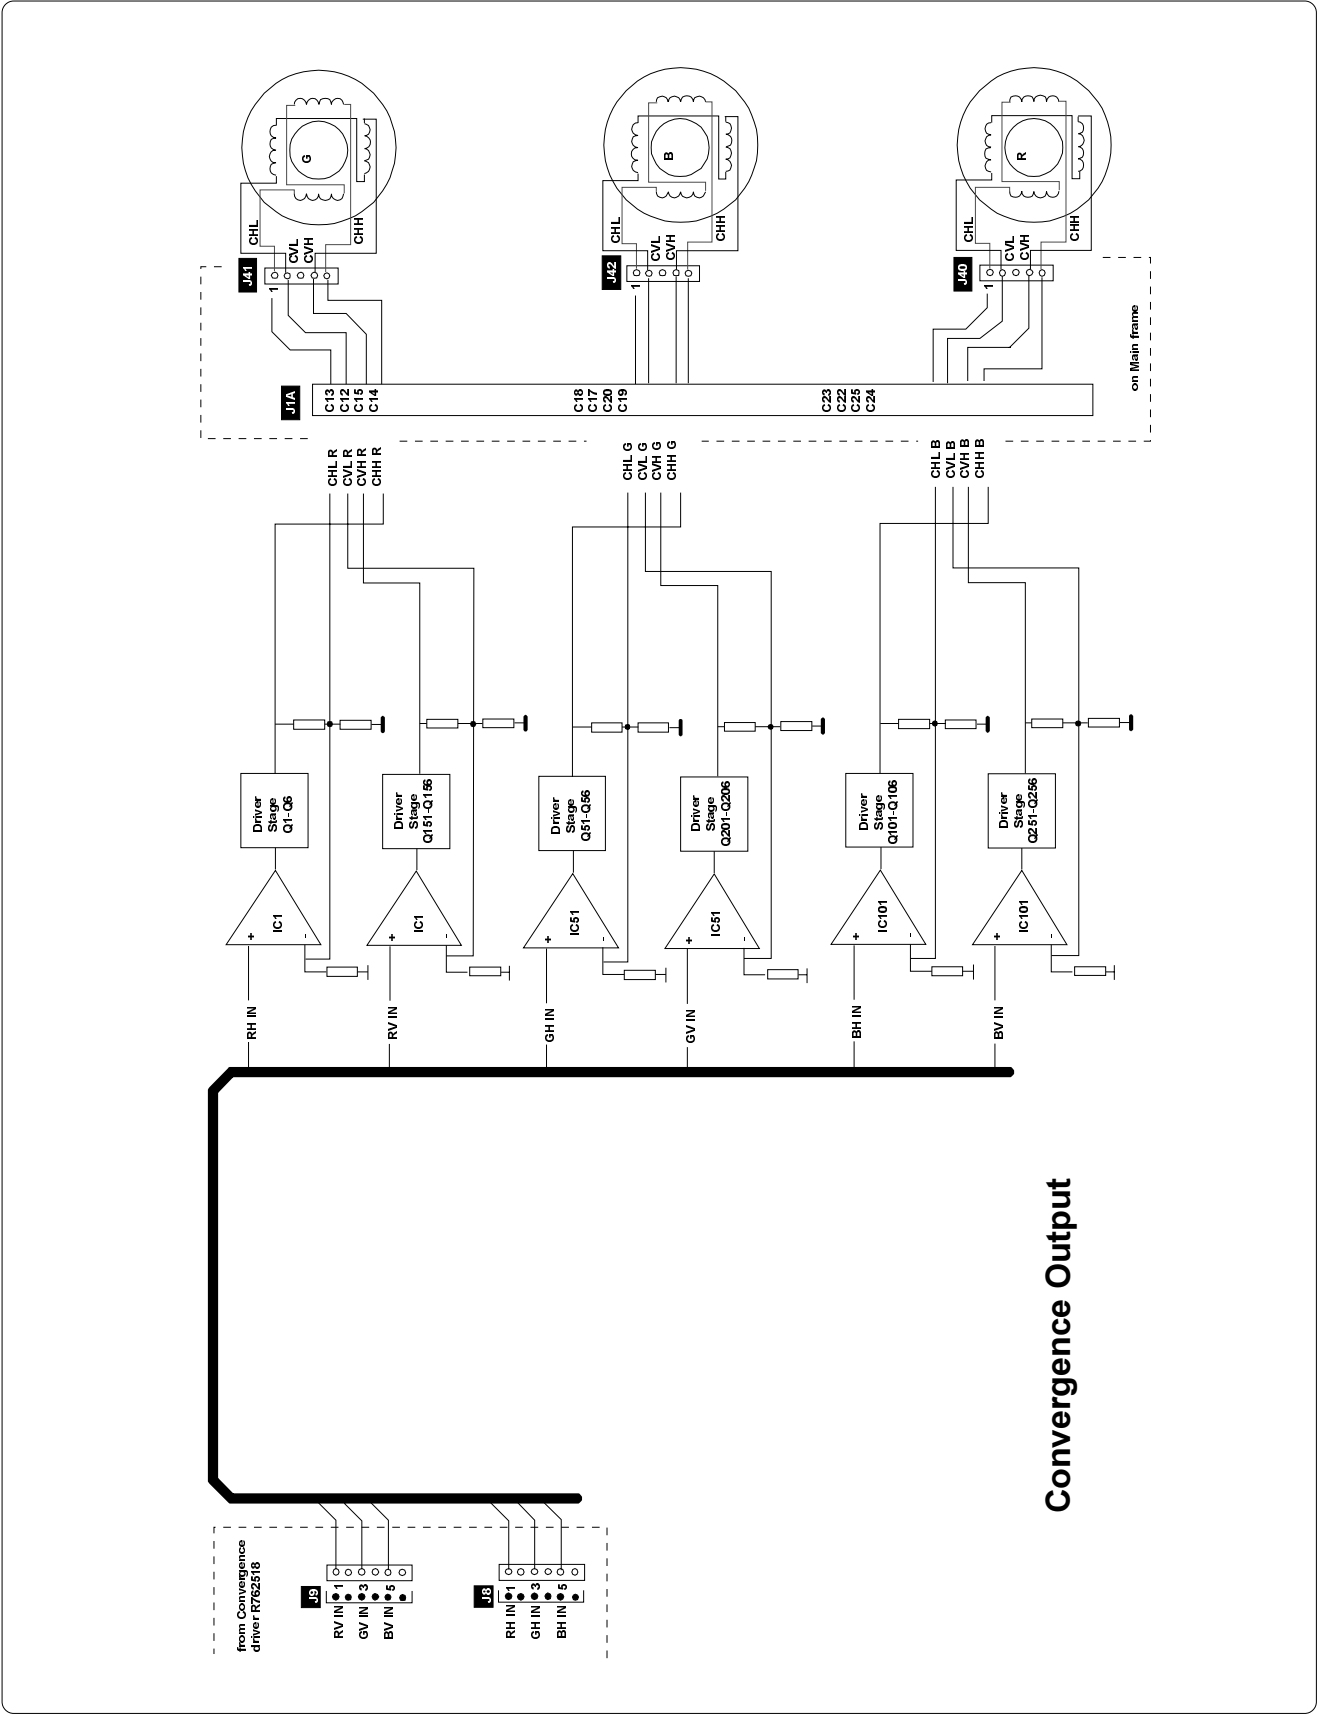 from Convergence
driver R762518
J9
RV IN 1
GV IN 3
BV IN 5
J8
RH IN 1
GH IN 3
BH IN 5
RH IN
+
-
IC1
Driver
Stage
Q1-Q6
RV IN
+
-
IC1
Driver
Stage
Q151-Q156
GH IN
+
-
IC51
Driver
Stage
Q51-Q56
GV IN
+
-
IC51
Driver
Stage
Q201-Q206
BH IN
+
-
IC101
Driver
Stage
Q101-Q106
BV IN
+
-
IC101
Driver
Stage
Q251-Q256
CHL R
CVL R
CVH R
CHH R
CHL G
CVL G
CVH G
CHH G
CHL B
CVL B
CVH B
CHH B
J1A
C13
C12
C15
C14
C18
C17
C20
C19
C23
C22
C25
C24
on Main frame
J41
1
CHL
CVL
CVH
CHH
G
J42
1
CHL
CVL
CVH
CHH
B
J40
1
CHL
CVL
CVH
CHH
R
Convergence Output